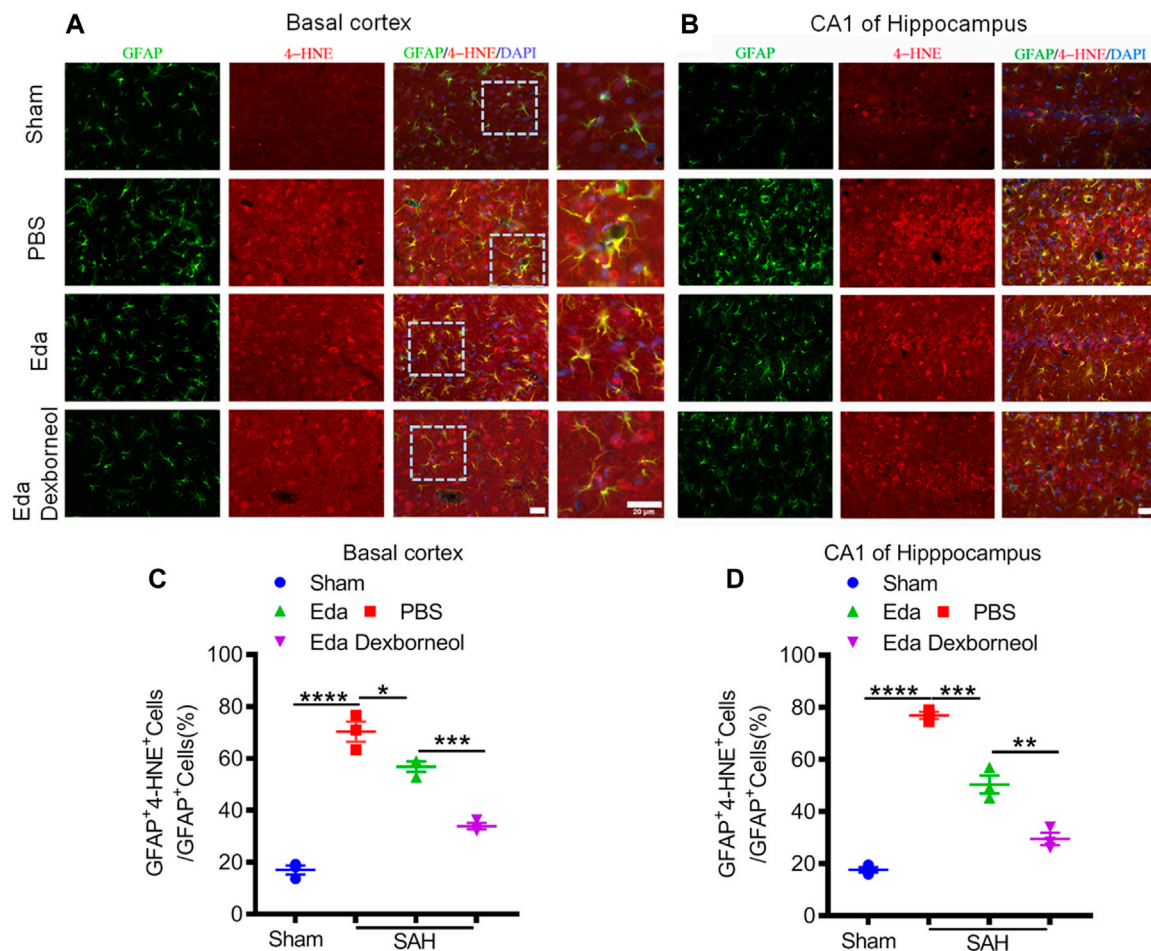 A
Basal cortex
GFAP
4-HNE
GFAP/4-HNE/DAPI
Sham
PBS
Eda
Eda
Dexborneol
20 μm
B
CA1 of Hipppocampus
GFAP
4-HNE
GFAP/4-HNE/DAPI
C
Basal cortex
Sham
Eda PBS
Eda Dexborneol
GFAP+4-HNE+Cells
/GFAP+Cells(%)
100
80
60
40
20
0
****
*
***
Sham
SAH
D
CA1 of Hipppocampus
Sham
Eda PBS
Eda Dexborneol
GFAP+4-HNE+Cells
/GFAP+Cells(%)
100
80
60
40
20
0
****
***
**
Sham
SAH